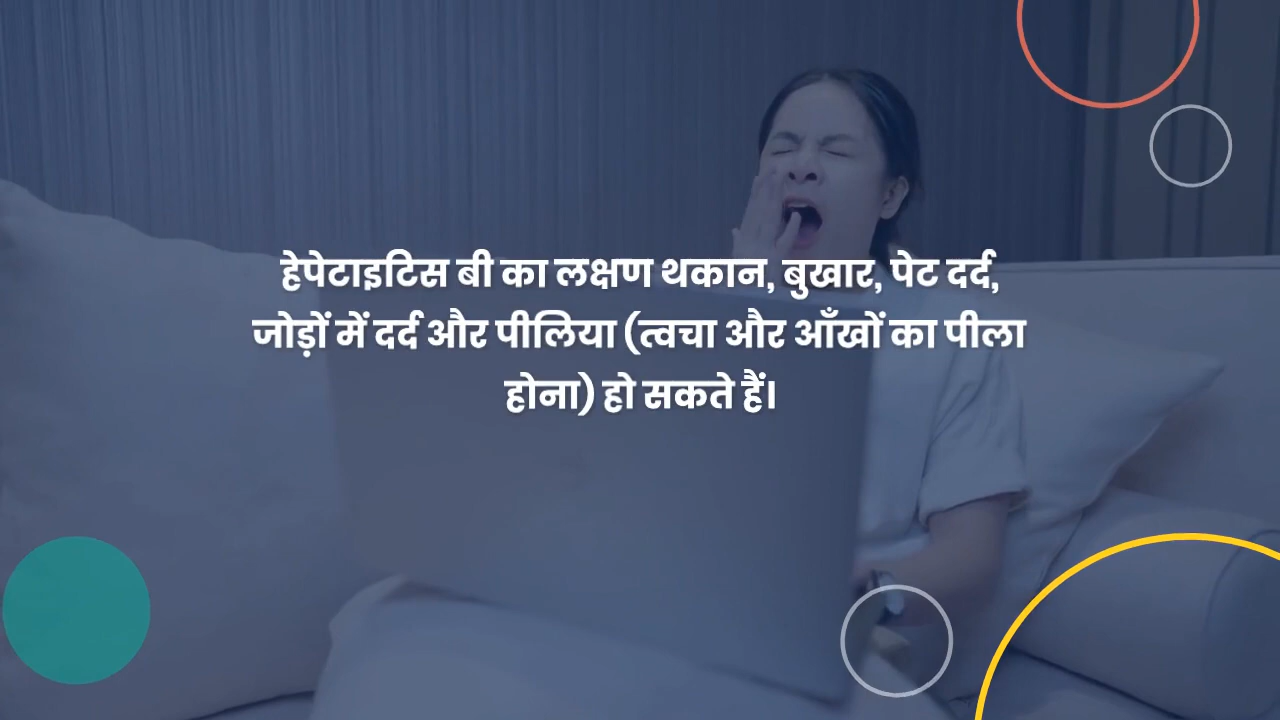 हेपेटाइटिस बी का लक्षण थकान, बुखार, पेट दर्द,
जोड़ों में दर्द और पीलिया (त्वचा और आँखों का पीला
होना) हो सकते हैं।